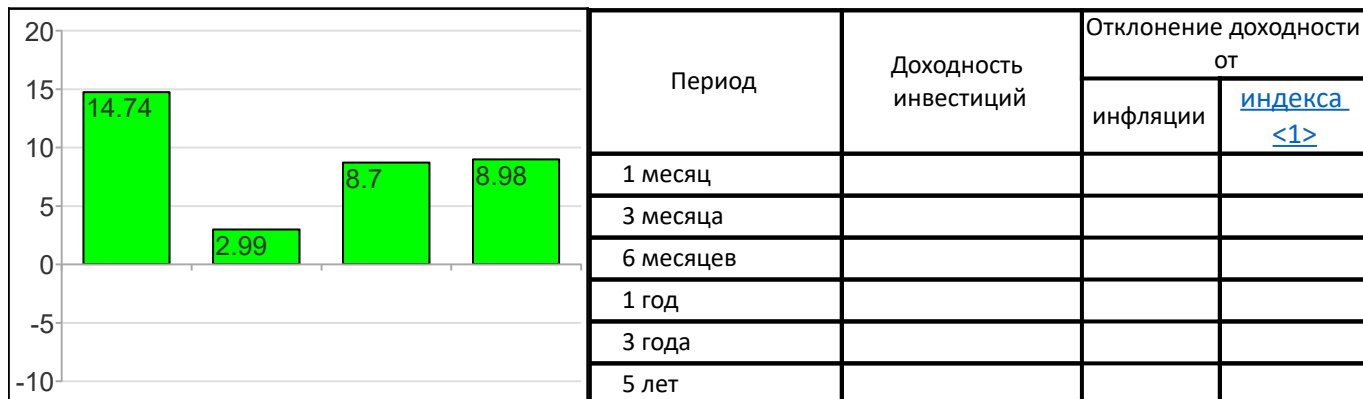 20
15
10
5
0
-5
-10
14.74
2.99
8.7
8.98
Период
Доходность
инвестиций
Отклонение доходности
от
инфляции
индекса
<1>
1 месяц
3 месяца
6 месяцев
1 год
3 года
5 лет